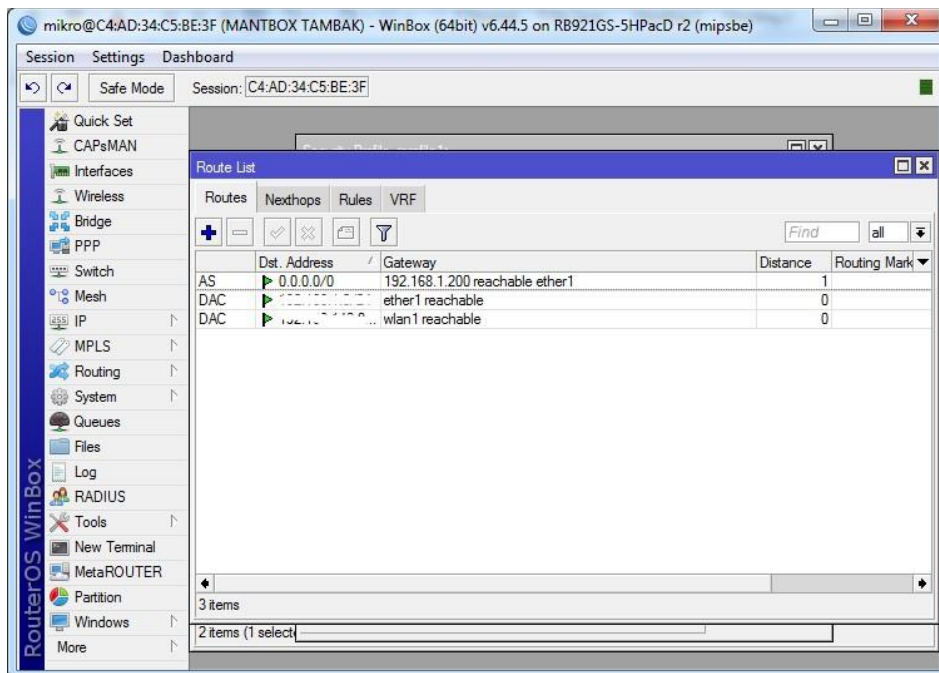 mikro@C4:AD:34:C5:BE:3F (MANTBOX TAMBAK) - WinBox (64bit) v6.44.5 on RB921GS-5HPacD r2 (mipsbe)
Session Settings Dashboard
Safe Mode Session: C4:AD:34:C5:BE:3F
Quick Set
CAPsMAN
Interfaces
Wireless
Bridge
PPP
Switch
Mesh
IP
MPLS
Routing
System
Queues
Files
Log
RADIUS
Tools
New Terminal
MetaROUTER
Partition
Windows
More
RouterOS WinBox
Route List
Routes Nexthops Rules VRF
Find all
Dst. Address Gateway Distance Routing Mark
AS 0.0.0.0/0 192.168.1.200 reachable ether1 1
DAC ether1 reachable 0
DAC wlan1 reachable 0
3 items
2 items (1 select